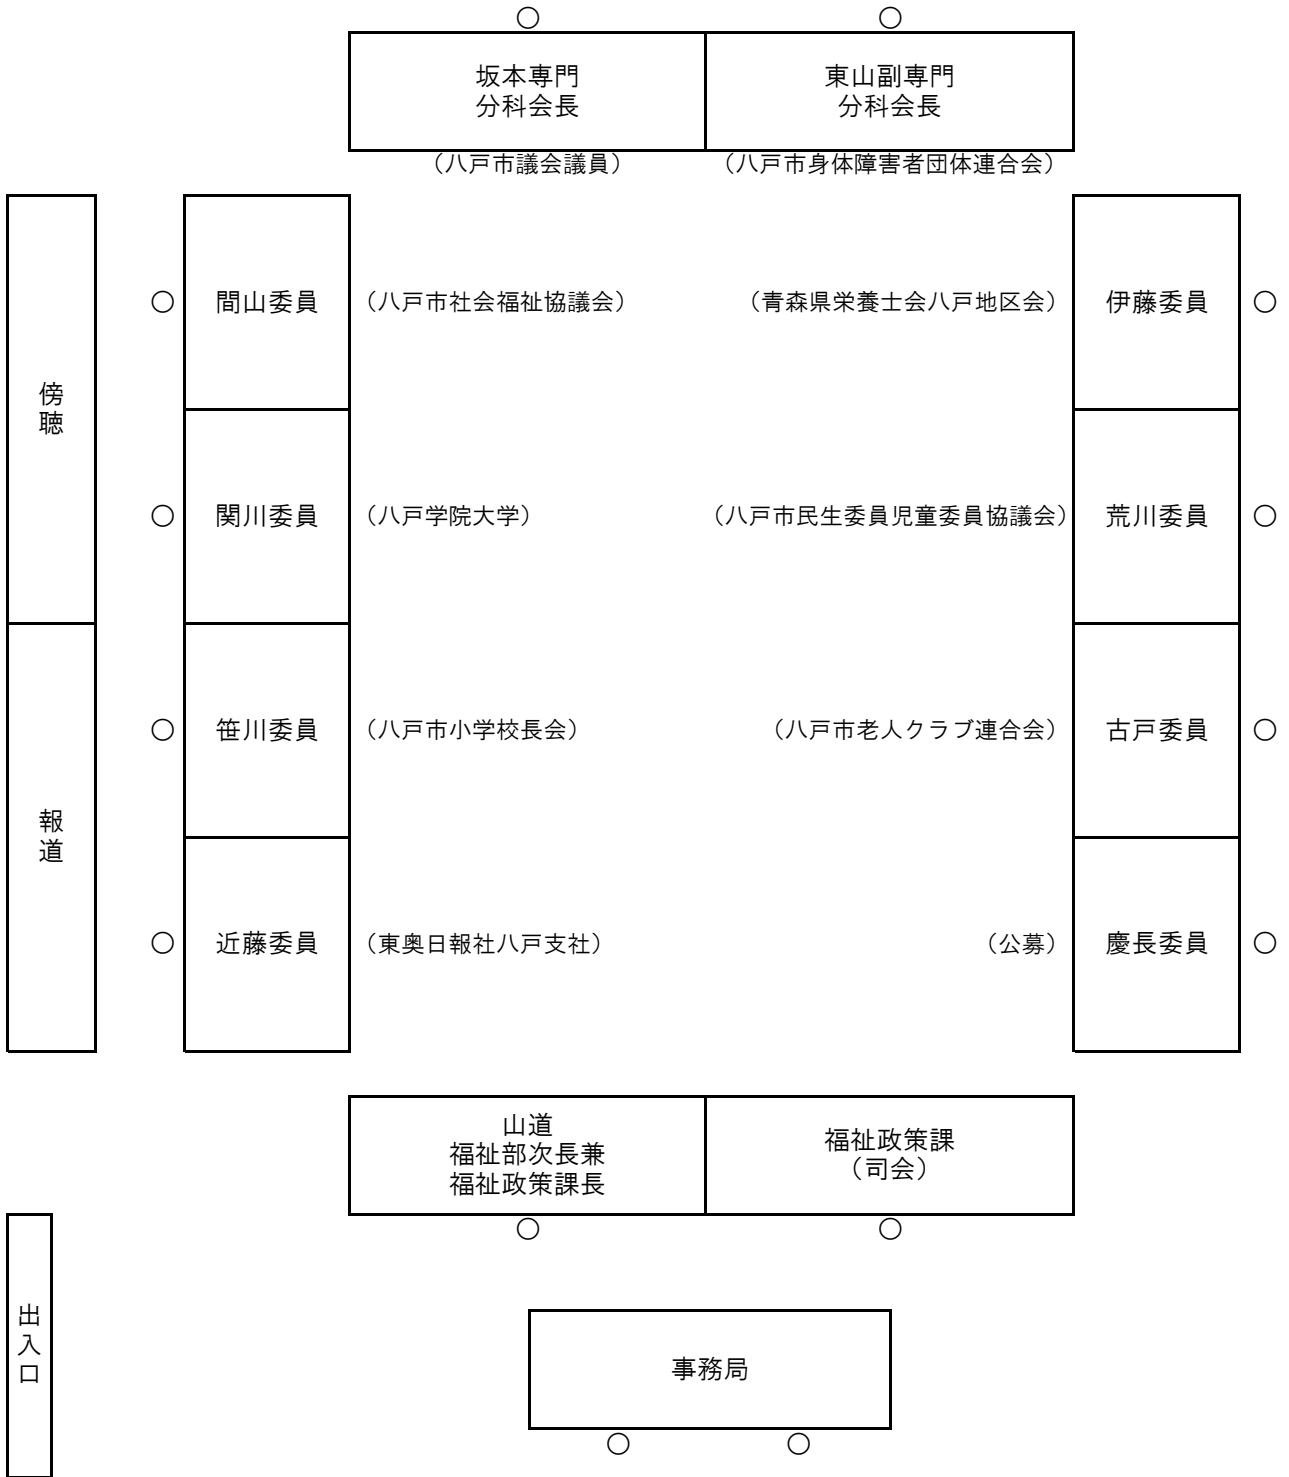 ○ ○
坂本専門
分科会長
東山副専門
分科会長
（八戸市議会議員） （八戸市身体障害者団体連合会）
傍聴
報道
○ 間山委員 （八戸市社会福祉協議会） （青森県栄養士会八戸地区会） 伊藤委員 ○
○ 関川委員 （八戸学院大学） （八戸市民生委員児童委員協議会） 荒川委員 ○
○ 笹川委員 （八戸市小学校長会） （八戸市老人クラブ連合会） 古戸委員 ○
○ 近藤委員 （東奥日報社八戸支社） （公募） 慶長委員 ○
山道
福祉部次長兼
福祉政策課長
福祉政策課
（司会）
○ ○
出入口
事務局
○ ○